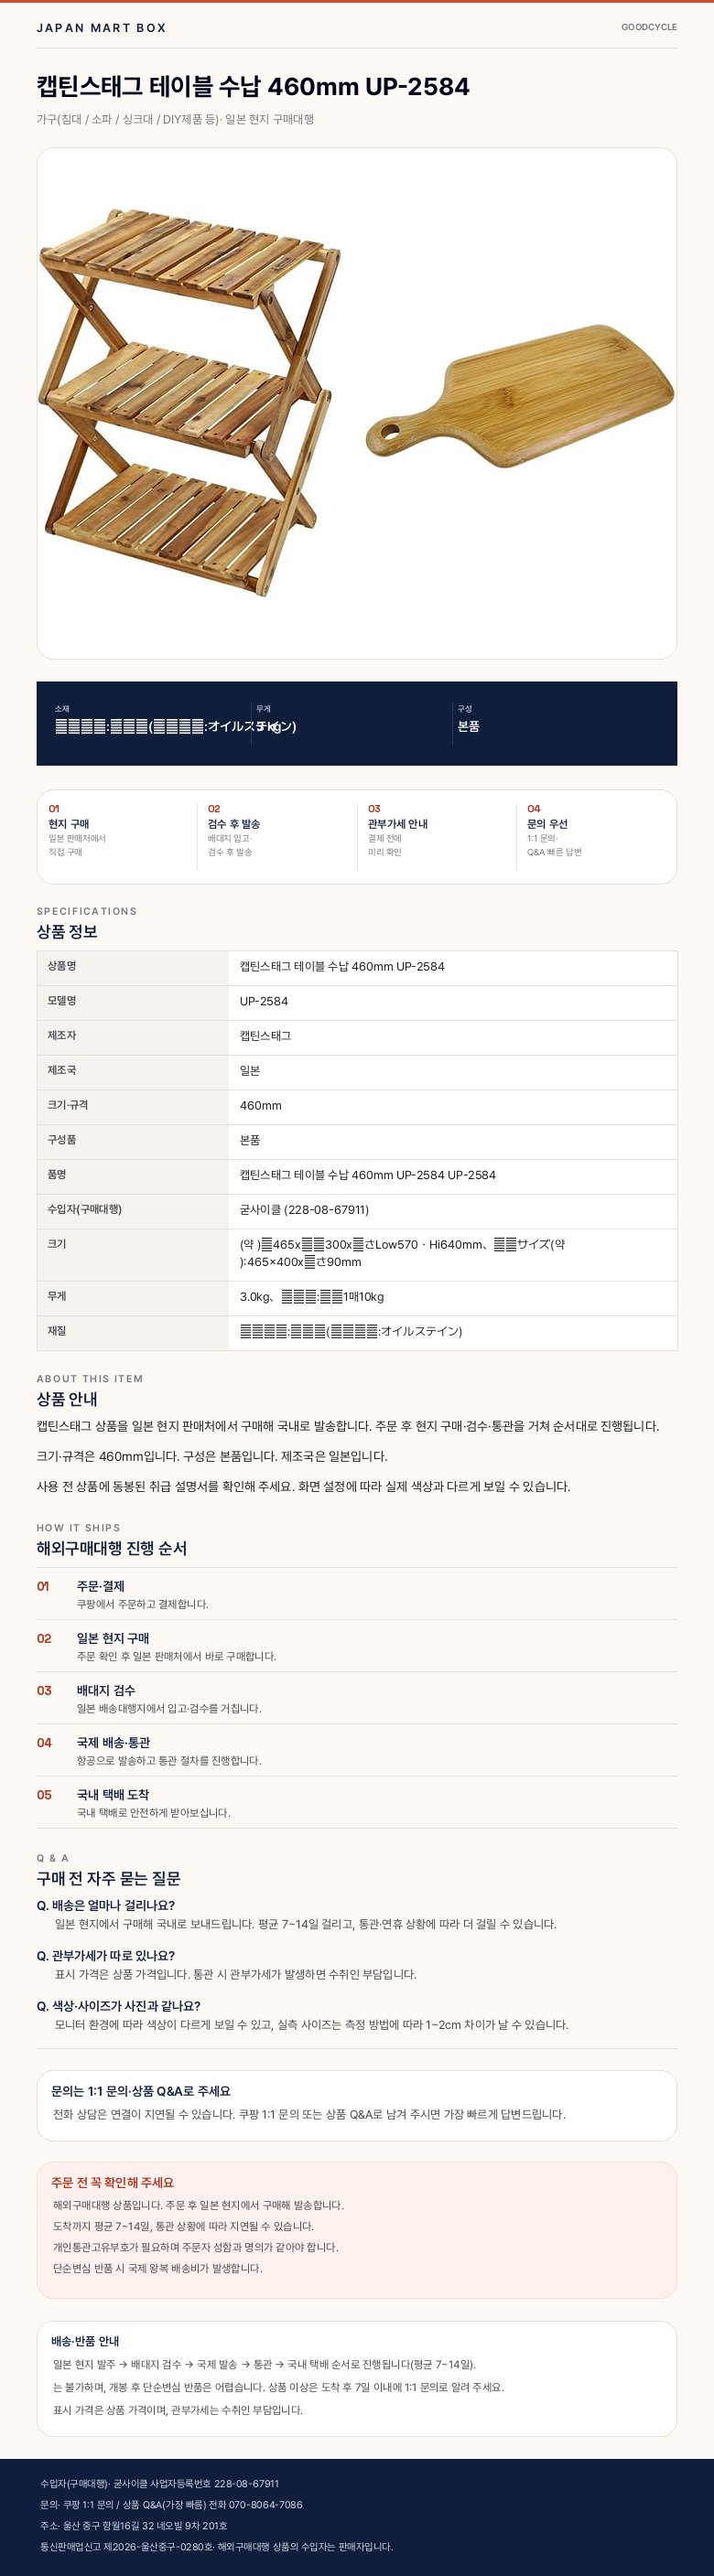 JAPAN MART BOX
GOODCYCLE
캡틴스태그 테이블 수납 460mm UP-2584
가구(침대 / 소파 / 싱크대 / DIY제품 등)· 일본 현지 구매대행
소재
무게
구성
オイルステイン)
본품
01
현지 구매
일본 판매처에서
직접 구매
02
검수 후 발송
배대지 입고·
검수 후 발송
03
관부가세 안내
결제 전에
미리 확인
04
문의 우선
1:1 문의·
Q&A 빠른 답변
SPECIFICATIONS
상품 정보
상품명 캡틴스태그 테이블 수납 460mm UP-2584
모델명 UP-2584
제조자 캡틴스태그
제조국 일본
크기·규격 460mm
구성품 본품
품명 캡틴스태그 테이블 수납 460mm UP-2584 UP-2584
수입자(구매대행) 굳사이클 (228-08-67911)
크기 (약 ) 465x 300x さLow570・Hi640mm、 サイズ(약
):465×400x さ90mm
무게 3.0kg、 : 1매10kg
재질 : ( :オイルステイン)
ABOUT THIS ITEM
상품 안내
캡틴스태그 상품을 일본 현지 판매처에서 구매해 국내로 발송합니다. 주문 후 현지 구매·검수·통관을 거쳐 순서대로 진행됩니다.
크기·규격은 460mm입니다. 구성은 본품입니다. 제조국은 일본입니다.
사용 전 상품에 동봉된 취급 설명서를 확인해 주세요. 화면 설정에 따라 실제 색상과 다르게 보일 수 있습니다.
HOW IT SHIPS
해외구매대행 진행 순서
01 주문·결제
쿠팡에서 주문하고 결제합니다.
02 일본 현지 구매
주문 확인 후 일본 판매처에서 바로 구매합니다.
03 배대지 검수
일본 배송대행지에서 입고·검수를 거칩니다.
04 국제 배송·통관
항공으로 발송하고 통관 절차를 진행합니다.
05 국내 택배 도착
국내 택배로 안전하게 받아보십니다.
Q & A
구매 전 자주 묻는 질문
Q. 배송은 얼마나 걸리나요?
일본 현지에서 구매해 국내로 보내드립니다. 평균 7~14일 걸리고, 통관·연휴 상황에 따라 더 걸릴 수 있습니다.
Q. 관부가세가 따로 있나요?
표시 가격은 상품 가격입니다. 통관 시 관부가세가 발생하면 수취인 부담입니다.
Q. 색상·사이즈가 사진과 같나요?
모니터 환경에 따라 색상이 다르게 보일 수 있고, 실측 사이즈는 측정 방법에 따라 1~2cm 차이가 날 수 있습니다.
문의는 1:1 문의·상품 Q&A로 주세요
전화 상담은 연결이 지연될 수 있습니다. 쿠팡 1:1 문의 또는 상품 Q&A로 남겨 주시면 가장 빠르게 답변드립니다.
주문 전 꼭 확인해 주세요
해외구매대행 상품입니다. 주문 후 일본 현지에서 구매해 발송합니다.
도착까지 평균 7~14일, 통관 상황에 따라 지연될 수 있습니다.
개인통관고유부호가 필요하며 주문자 성함과 명의가 같아야 합니다.
단순변심 반품 시 국제 왕복 배송비가 발생합니다.
배송·반품 안내
일본 현지 발주 → 배대지 검수 → 국제 발송 → 통관 → 국내 택배 순서로 진행됩니다(평균 7~14일).
는 불가하며, 개봉 후 단순변심 반품은 어렵습니다. 상품 이상은 도착 후 7일 이내에 1:1 문의로 알려 주세요.
표시 가격은 상품 가격이며, 관부가세는 수취인 부담입니다.
수입자(구매대행)· 굳사이클 사업자등록번호 228-08-67911
문의· 쿠팡 1:1 문의 / 상품 Q&A(가장 빠름) 전화 070-8064-7086
주소· 울산 중구 함월16길 32 네오빌 9차 201호
통신판매업신고 제2026-울산중구-0280호· 해외구매대행 상품의 수입자는 판매자입니다.